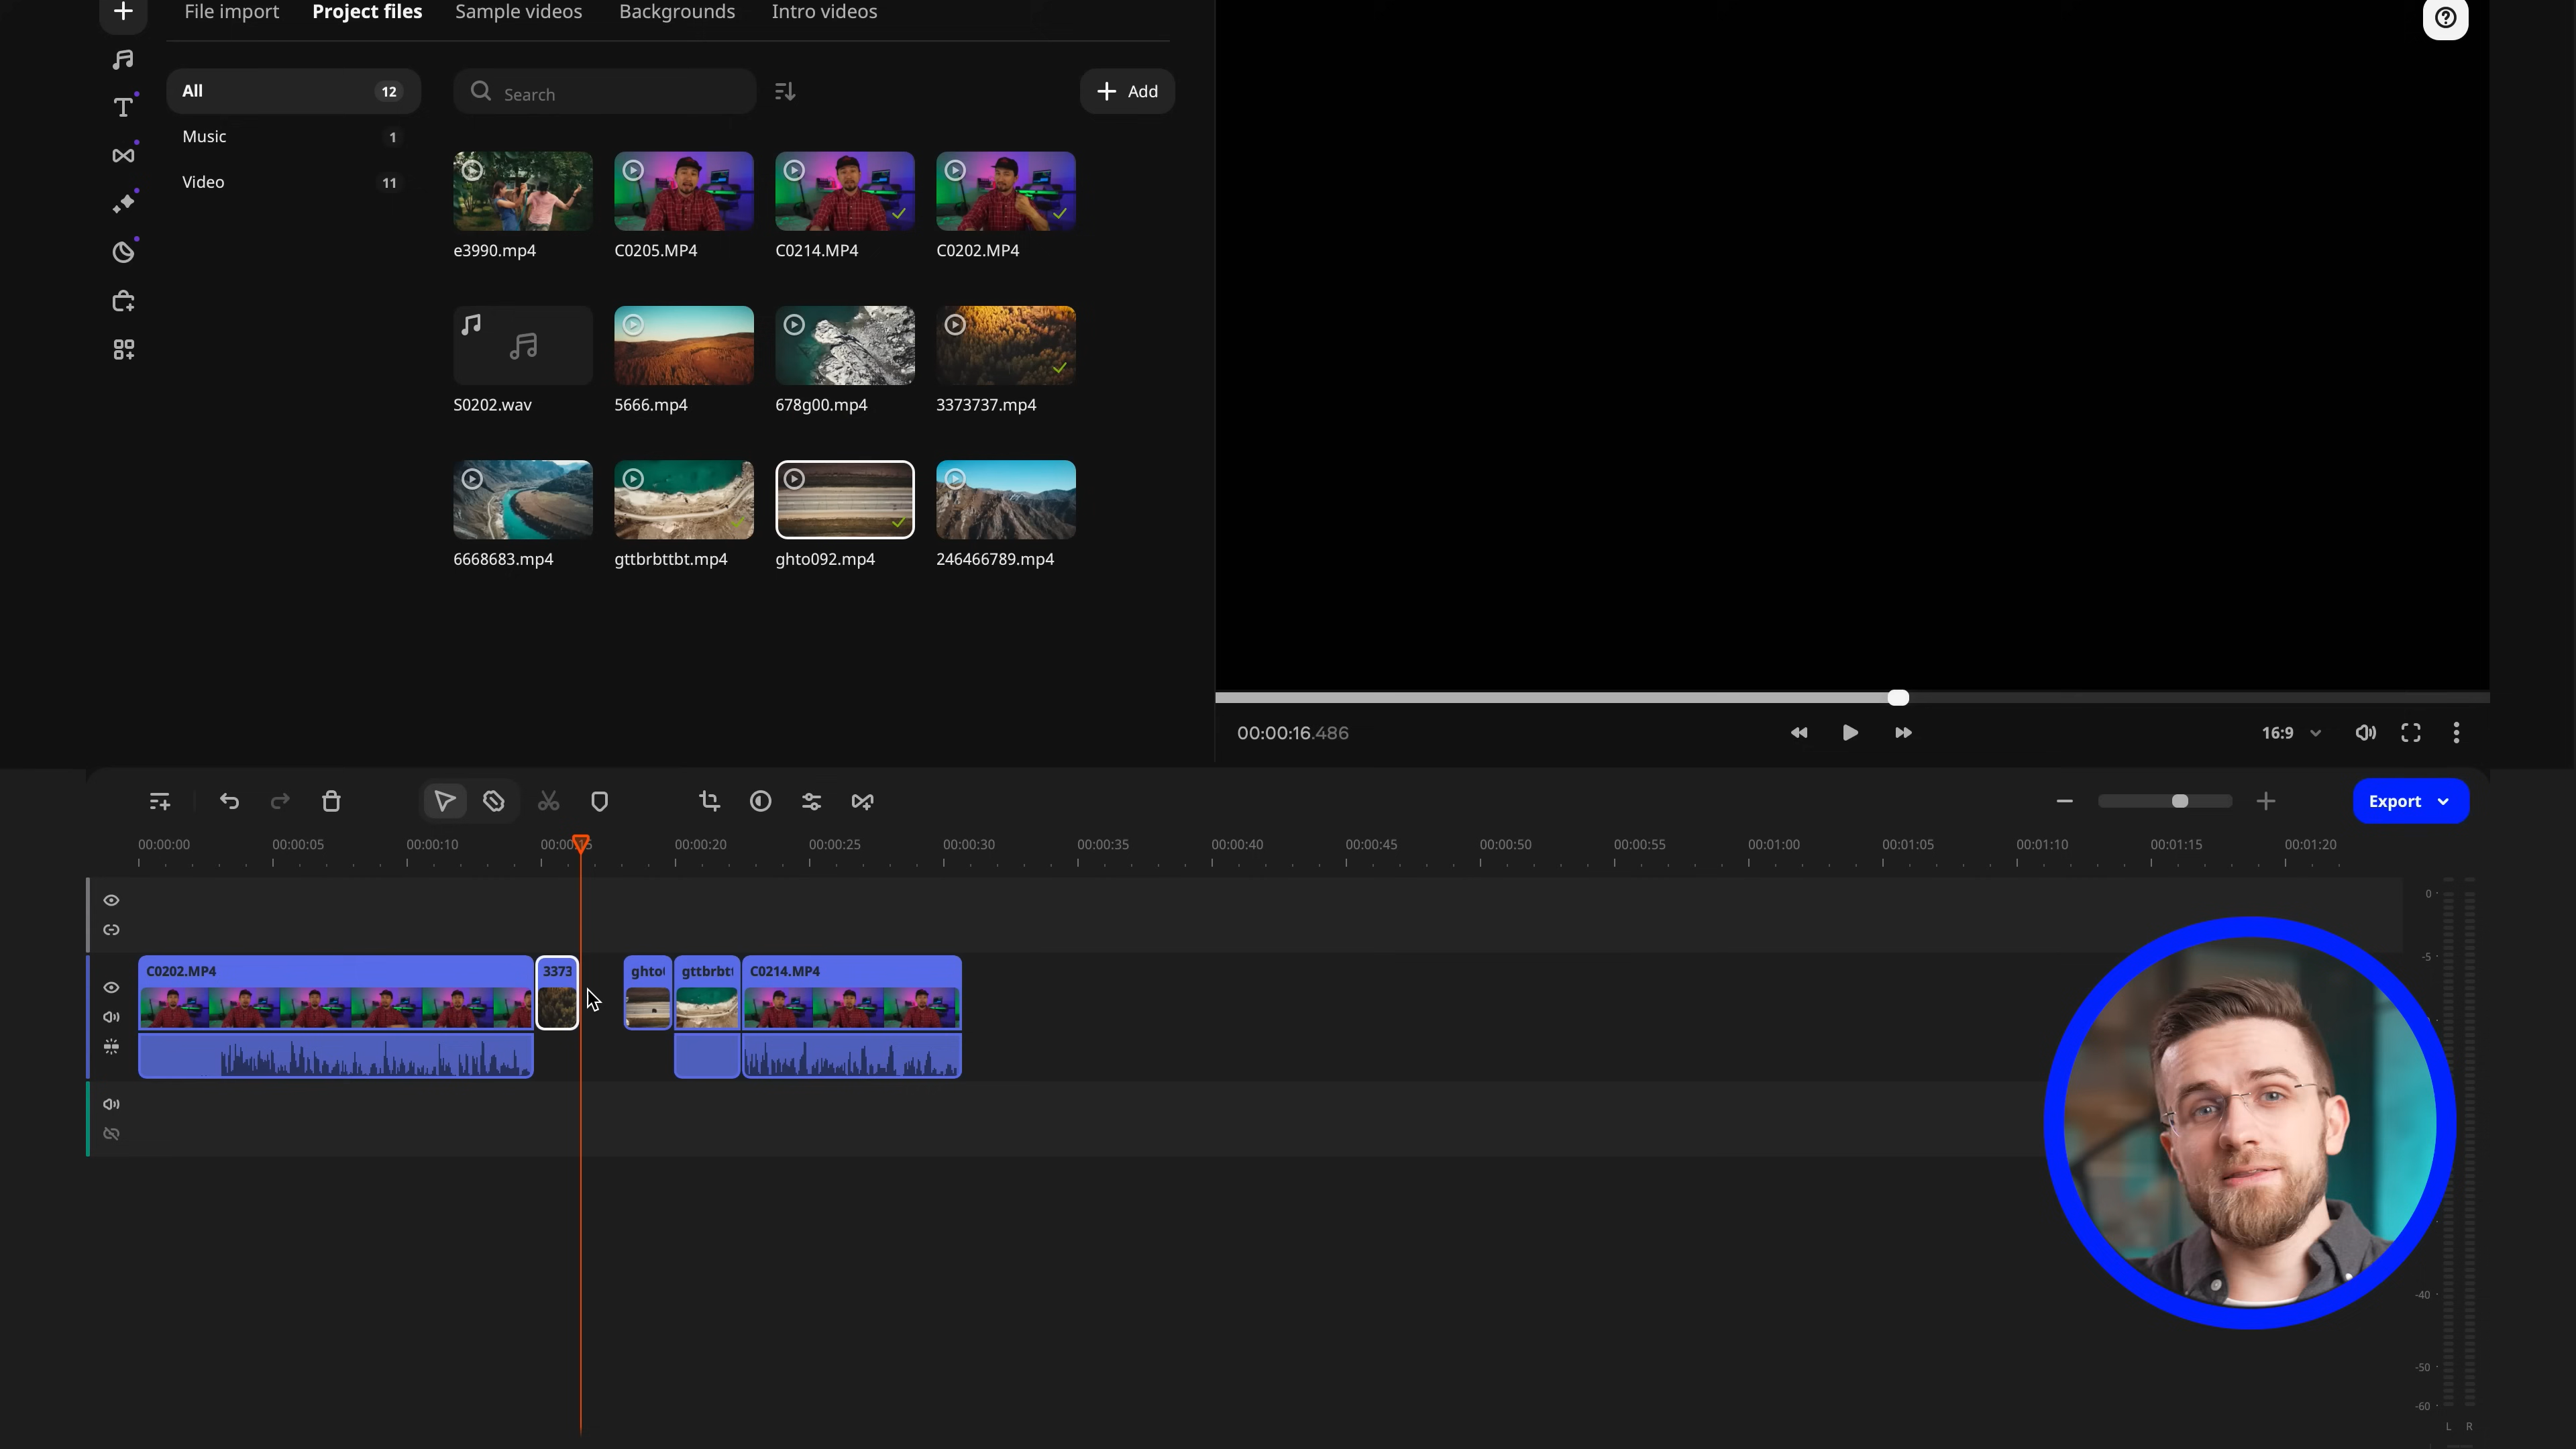 File import Project files Sample videos Backgrounds Intro videos
All 12
Search
Add
Music 1
Video 11
e3990.mp4 C0205.MP4 C0214.MP4 C0202.MP4
S0202.wav 5666.mp4 678g00.mp4 3373737.mp4
6668683.mp4 gttbrbttbt.mp4 ghto092.mp4 246466789.mp4
00:00:16.486
16:9
Export
00:00:00 00:00:05 00:00:10 00:00:15 00:00:20 00:00:25 00:00:30 00:00:35 00:00:40 00:00:45 00:00:50 00:00:55 00:01:00 00:01:05 00:01:10 00:01:15 00:01:20
0
C0202.MP4 3373 ghto gttbrbt C0214.MP4
-5
-40
-50
-60
L R